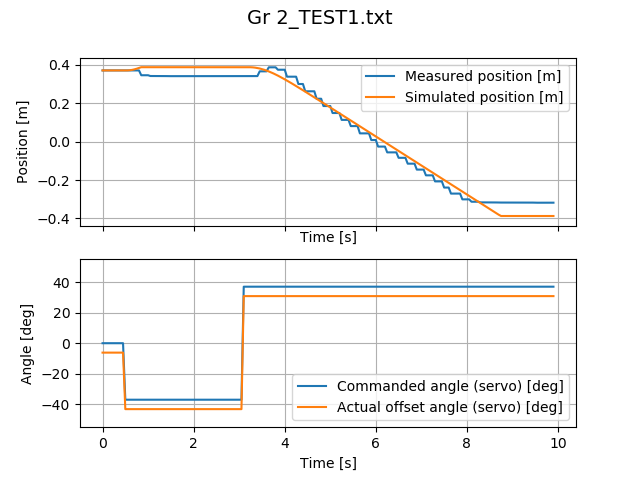 Gr 2_TEST1.txt
0.4
0.2
0.0
−0.2
−0.4
Position [m]
Measured position [m]
Simulated position [m]
Time [s]
40
20
0
−20
−40
Angle [deg]
Commanded angle (servo) [deg]
Actual offset angle (servo) [deg]
0 2 4 6 8 10
Time [s]